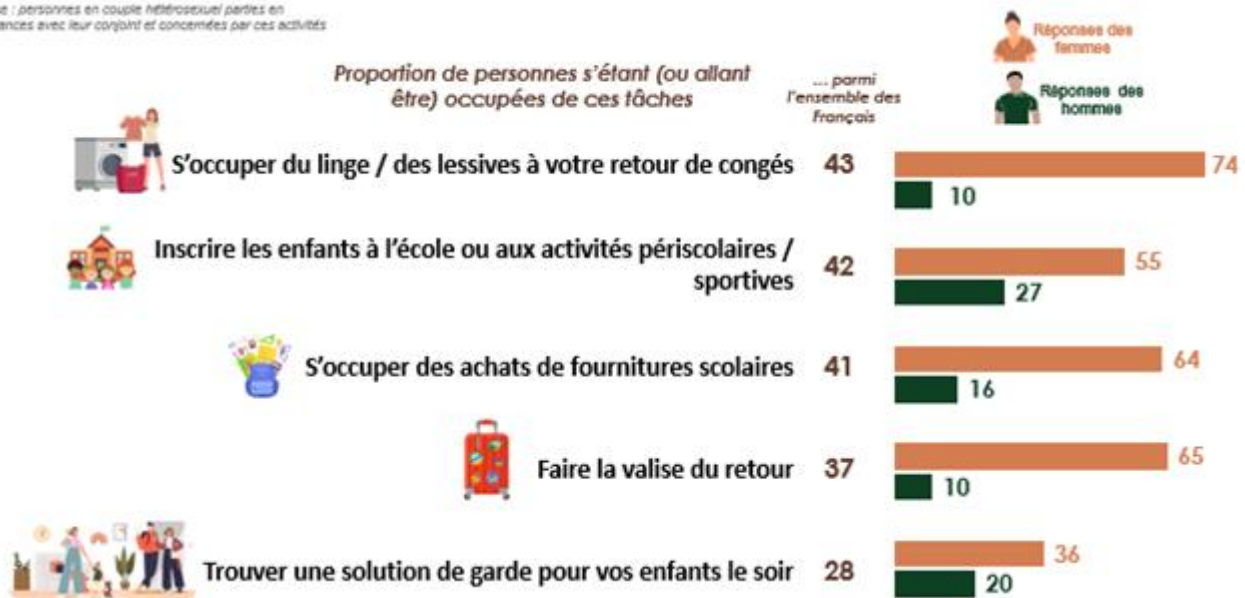 : personnes en couple hétérosexuel parties en
avec leur conjoint et concernées par ces activités
Réponses des
femmes
Réponses des
hommes
Proportion de personnes s'étant (ou allant
être) occupées de ces tâches
... parmi
l'ensemble des
Français
S'occuper du linge / des lessives à votre retour de congés 43 74
10
Inscrire les enfants à l'école ou aux activités périscolaires /
sportives
42 55
27
S'occuper des achats de fournitures scolaires 41 64
16
Faire la valise du retour 37 65
10
Trouver une solution de garde pour vos enfants le soir 28 36
20